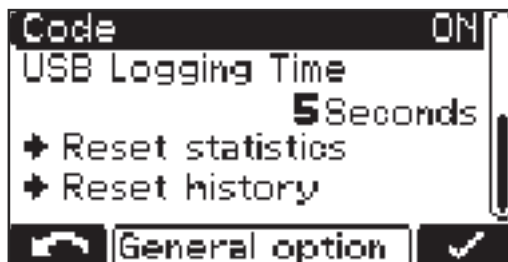 Code ON
USB Logging Time
5 Seconds
Reset statistics
Reset history
General option